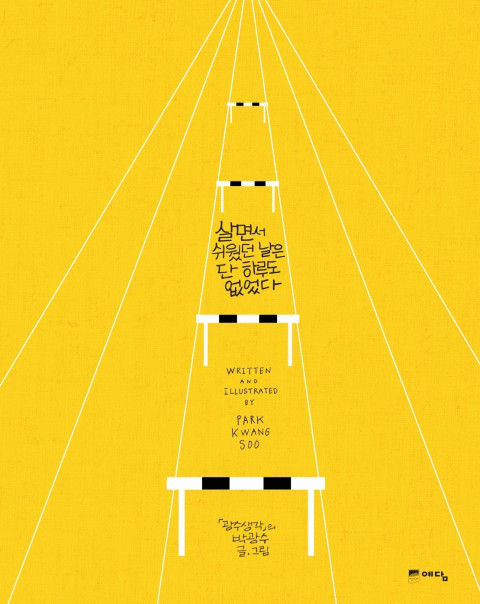 살면서
쉬웠던 날은
단 하루도
없었다
WRITTEN
AND
ILLUSTRATED
BY
PARK
KWANG
SOO
「광수생각」의
박광수
글·그림
예담